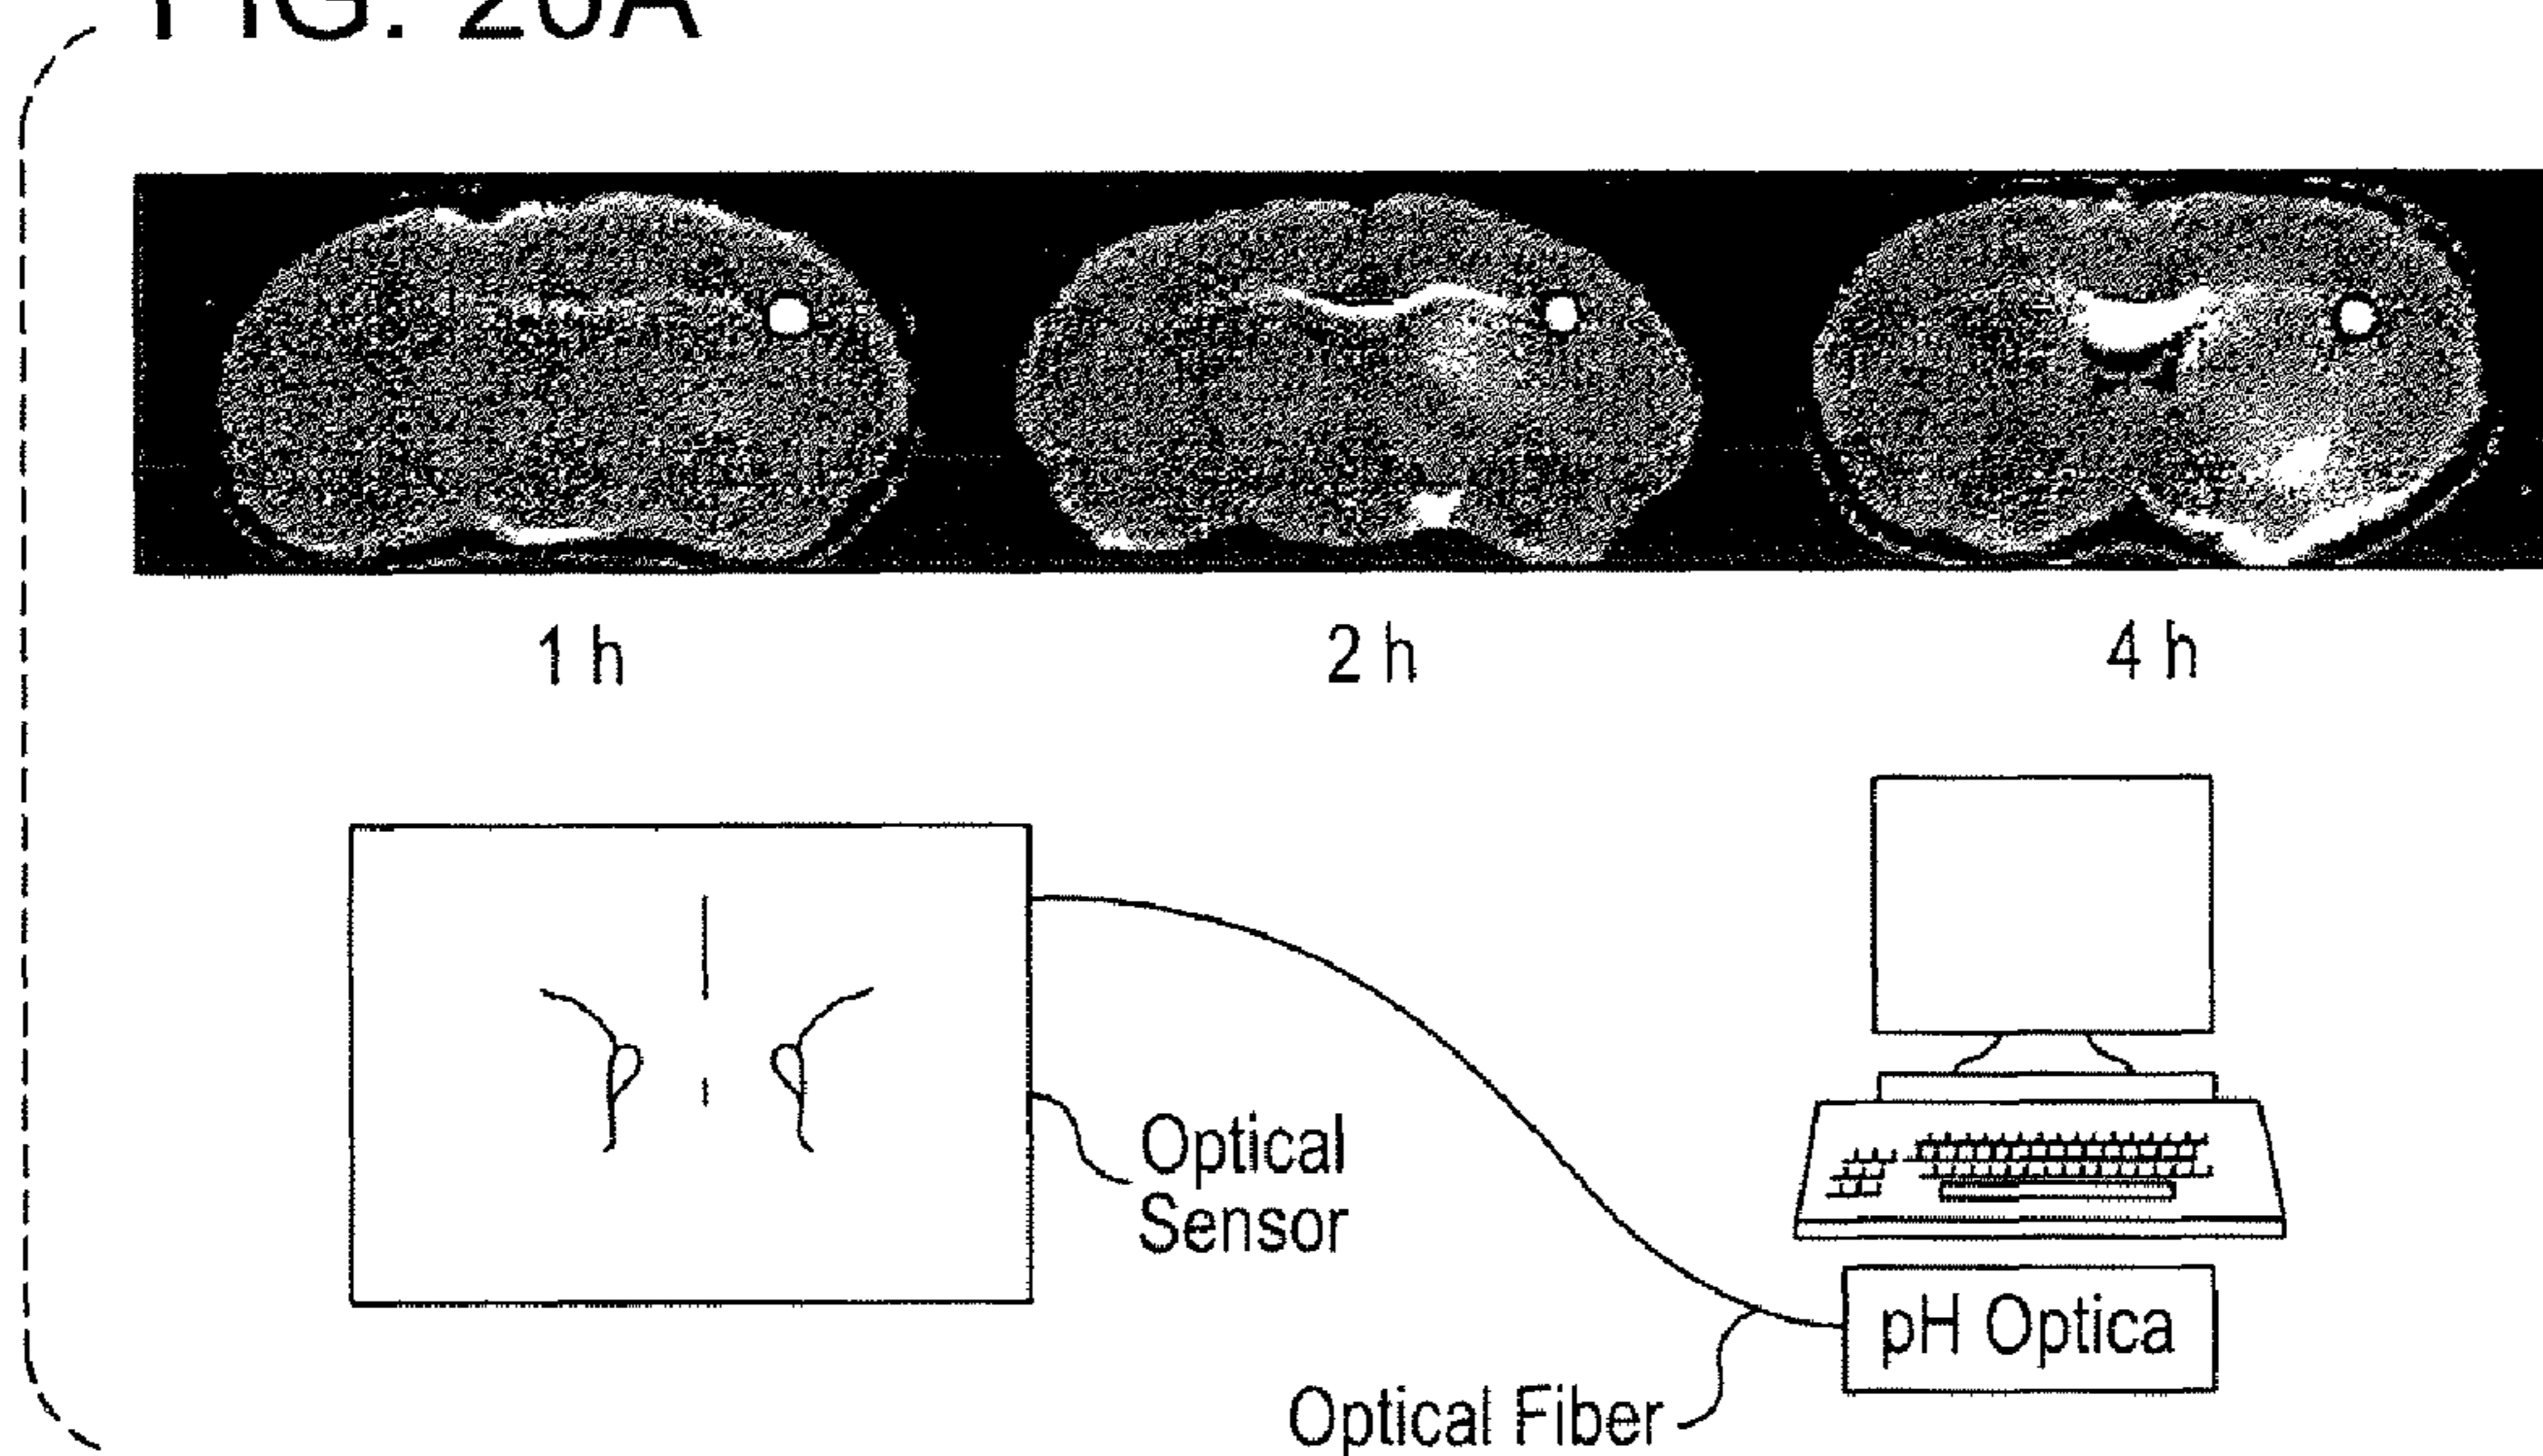 FIG. 20A
1 h
2 h
4 h
Optical
Sensor
pH Optica
Optical Fiber